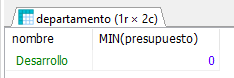 departamento (1r × 2c)
nombre MIN(presupuesto)
Desarrollo 0